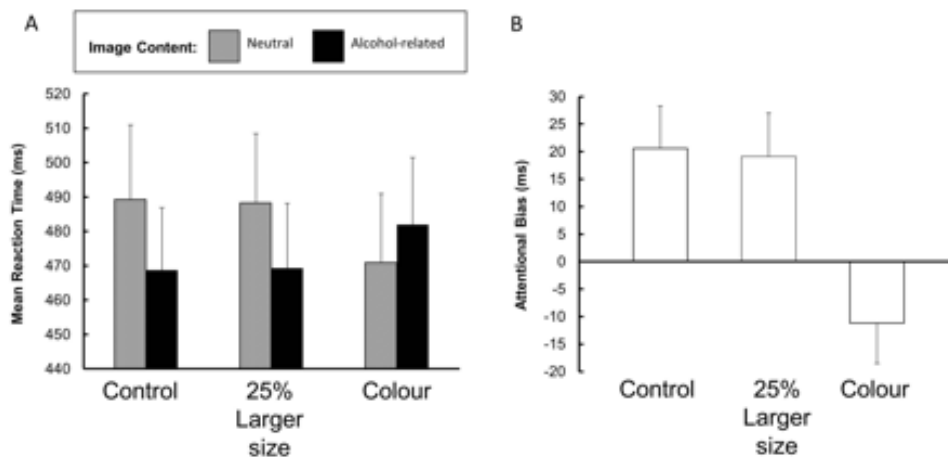 A
B
Image Content: Neutral Alcohol-related
Mean Reaction Time (ms)
520
510
500
490
480
470
460
450
440
Control
25%
Larger
size
Colour
Attentional Bias (ms)
30
25
20
15
10
5
0
-5
-10
-15
-20
Control
25%
Larger
size
Colour